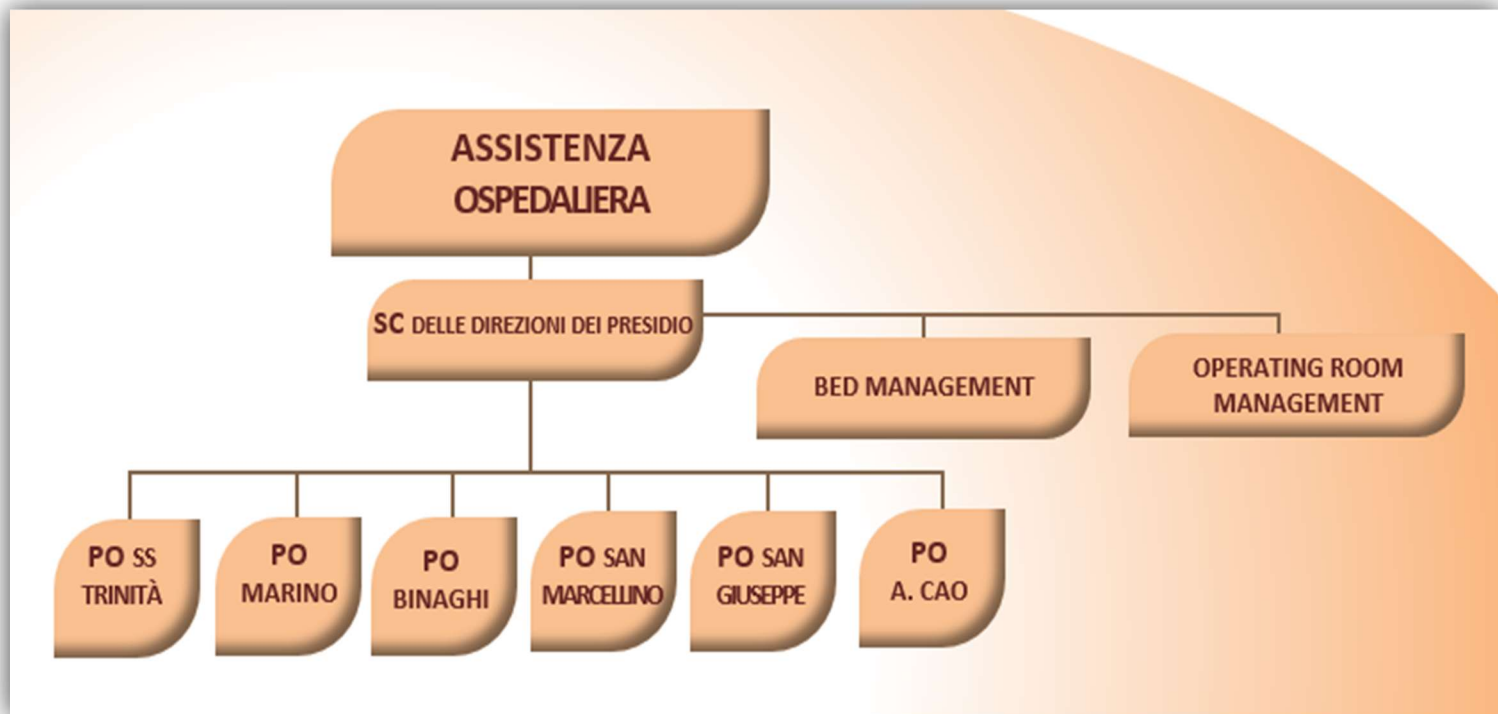 ASSISTENZA
OSPEDALIERA
SC DELLE DIREZIONI DEI PRESIDIO
BED MANAGEMENT
OPERATING ROOM
MANAGEMENT
PO SS
TRINITÀ
PO
MARINO
PO
BINAGHI
PO SAN
MARCELLINO
PO SAN
GIUSEPPE
PO
A. CAO